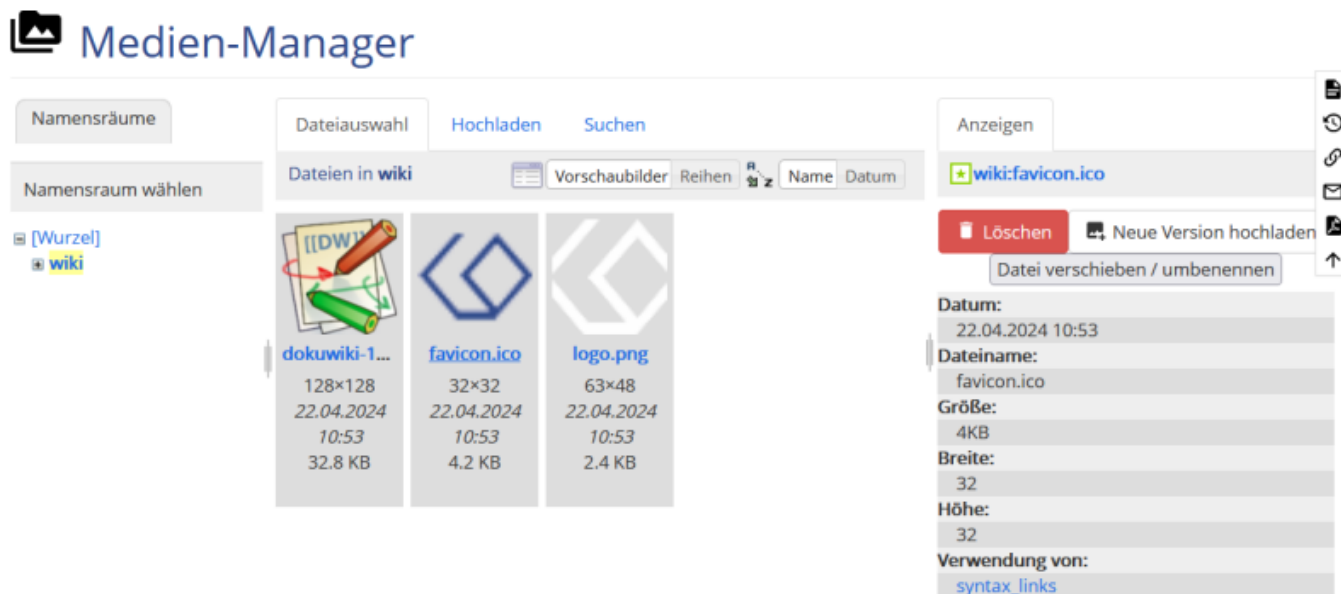 Medien-Manager
Namensräume
Namensraum wählen
[Wurzel]
wiki
Dateiauswahl Hochladen Suchen
Dateien in wiki Vorschaubilder Reihen Name Datum
[[DW]]
dokuwiki-1...
128×128
22.04.2024
10:53
32.8 KB
favicon.ico
32×32
22.04.2024
10:53
4.2 KB
logo.png
63×48
22.04.2024
10:53
2.4 KB
Anzeigen
wiki:favicon.ico
Löschen Neue Version hochladen
Datei verschieben / umbenennen
Datum:
22.04.2024 10:53
Dateiname:
favicon.ico
Größe:
4KB
Breite:
32
Höhe:
32
Verwendung von:
syntax_links